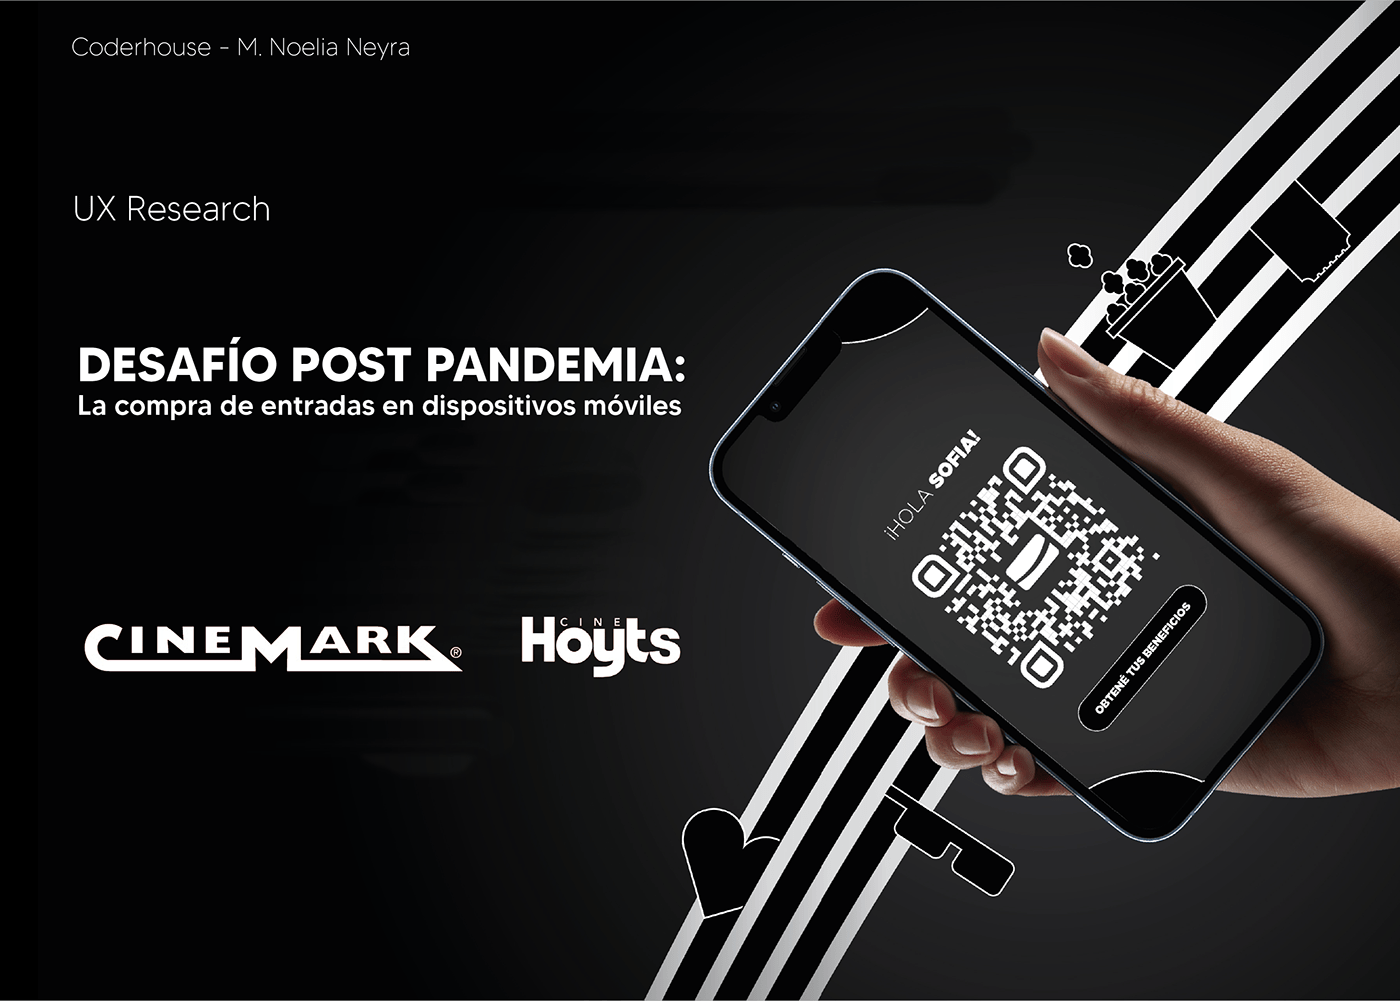 Coderhouse - M. Noelia Neyra
UX Research
DESAFÍO POST PANDEMIA:
La compra de entradas en dispositivos móviles
CINEMARK®
CINE
Hoyts
¡HOLA SOFIA!
OBTENÉ TUS BENEFICIOS